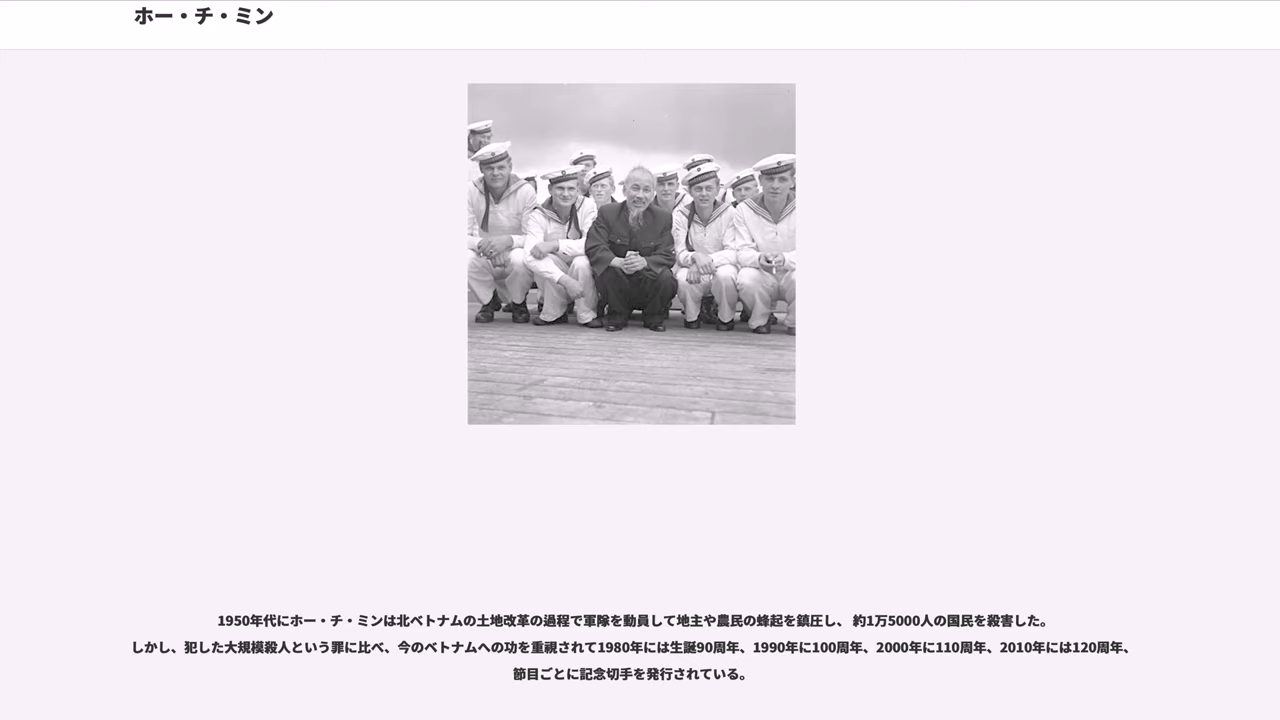 ホー・チ・ミン
1950年代にホー・チ・ミンは北ベトナムの土地改革の過程で軍隊を動員して地主や農民の蜂起を鎮圧し、 約1万5000人の国民を殺害した。
しかし、犯した大規模殺人という罪に比べ、今のベトナムへの功を重視されて1980年には生誕90周年、1990年に100周年、2000年に110周年、2010年には120周年、
節目ごとに記念切手を発行されている。